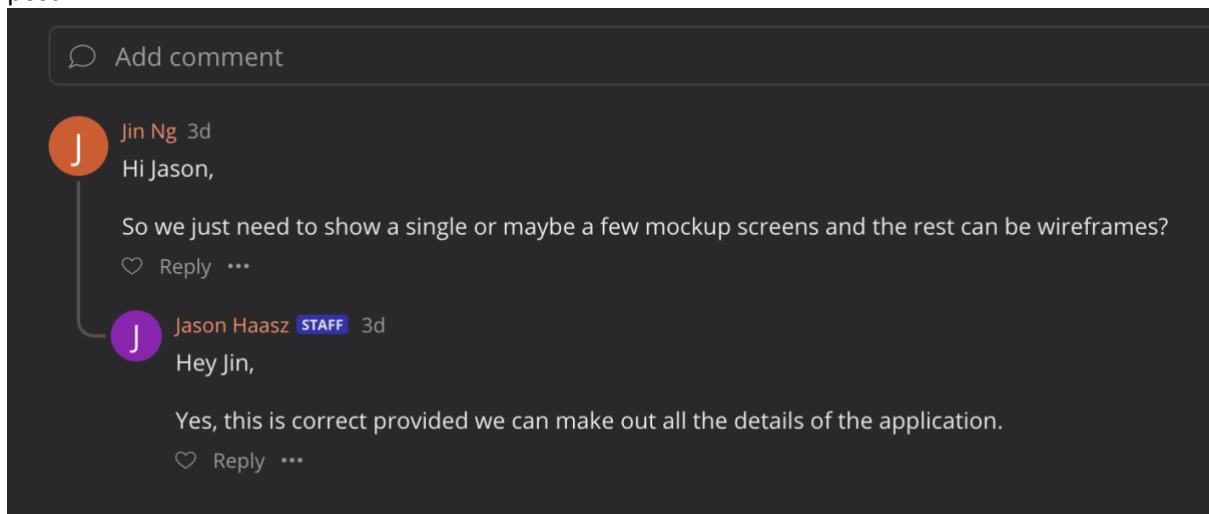 Add comment
J
Jin Ng 3d
Hi Jason,
So we just need to show a single or maybe a few mockup screens and the rest can be wireframes?
Reply
J
Jason Haasz STAFF 3d
Hey Jin,
Yes, this is correct provided we can make out all the details of the application.
Reply